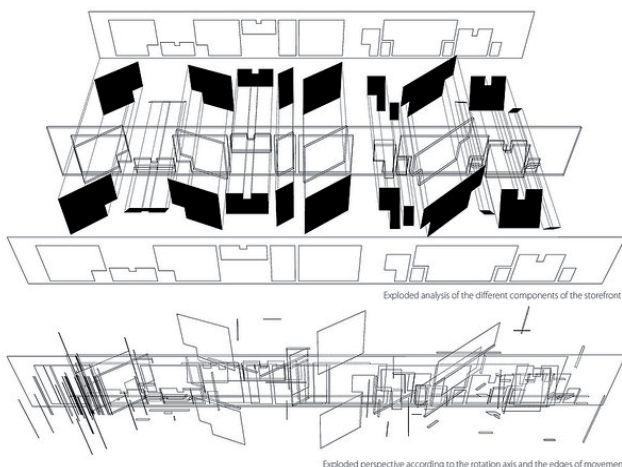 Exploded analysis of the different components of the storefront
Exploded perspective according to the rotation axis and the edges of movement